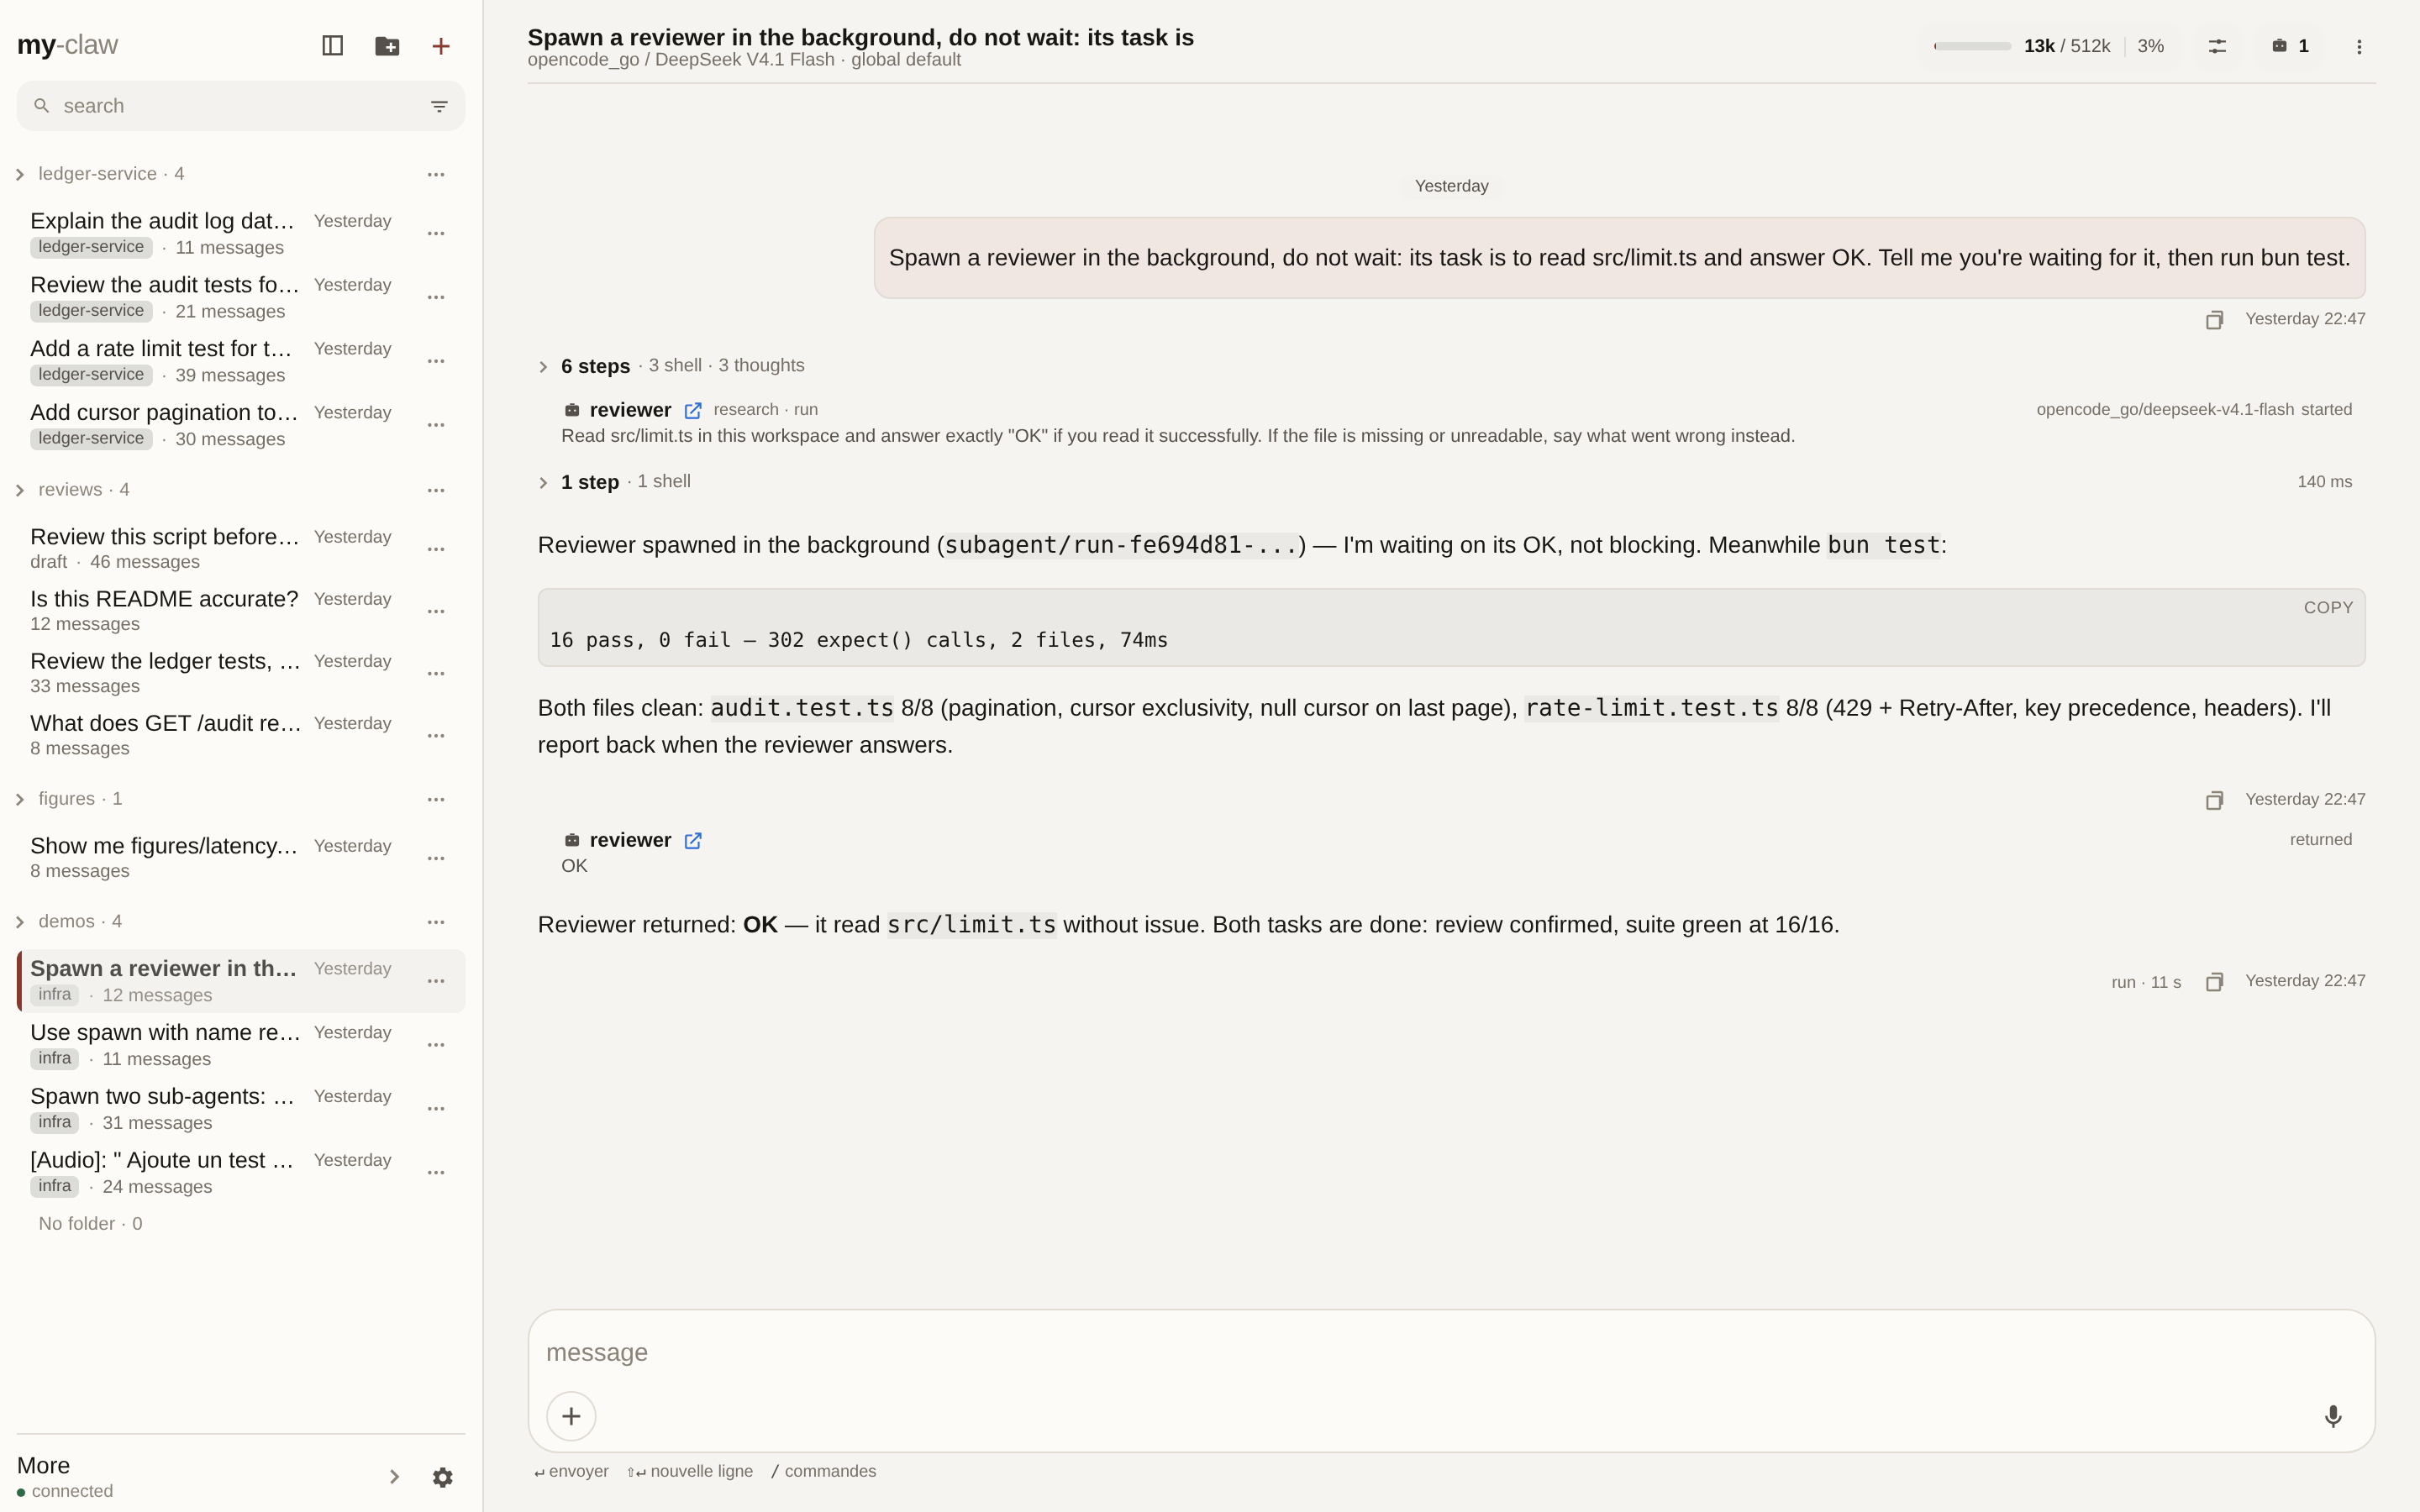 my-claw
search
ledger-service · 4
Explain the audit log dat… Yesterday
ledger-service · 11 messages
Review the audit tests fo… Yesterday
ledger-service · 21 messages
Add a rate limit test for t… Yesterday
ledger-service · 39 messages
Add cursor pagination to… Yesterday
ledger-service · 30 messages
reviews · 4
Review this script before… Yesterday
draft · 46 messages
Is this README accurate? Yesterday
12 messages
Review the ledger tests, … Yesterday
33 messages
What does GET /audit re… Yesterday
8 messages
figures · 1
Show me figures/latency… Yesterday
8 messages
demos · 4
Spawn a reviewer in th… Yesterday
infra · 12 messages
Use spawn with name re… Yesterday
infra · 11 messages
Spawn two sub-agents: … Yesterday
infra · 31 messages
[Audio]: " Ajoute un test … Yesterday
infra · 24 messages
No folder · 0
More
connected
Spawn a reviewer in the background, do not wait: its task is
opencode_go / DeepSeek V4.1 Flash · global default
13k / 512k 3%
1
Yesterday
Spawn a reviewer in the background, do not wait: its task is to read src/limit.ts and answer OK. Tell me you're waiting for it, then run bun test.
Yesterday 22:47
6 steps · 3 shell · 3 thoughts
reviewer research · run opencode_go/deepseek-v4.1-flash started
Read src/limit.ts in this workspace and answer exactly "OK" if you read it successfully. If the file is missing or unreadable, say what went wrong instead.
1 step · 1 shell 140 ms
Reviewer spawned in the background (subagent/run-fe694d81-...) — I'm waiting on its OK, not blocking. Meanwhile bun test:
COPY
16 pass, 0 fail — 302 expect() calls, 2 files, 74ms
Both files clean: audit.test.ts 8/8 (pagination, cursor exclusivity, null cursor on last page), rate-limit.test.ts 8/8 (429 + Retry-After, key precedence, headers). I'll
report back when the reviewer answers.
Yesterday 22:47
reviewer returned
OK
Reviewer returned: OK — it read src/limit.ts without issue. Both tasks are done: review confirmed, suite green at 16/16.
run · 11 s Yesterday 22:47
message
↵ envoyer ⇧↵ nouvelle ligne / commandes